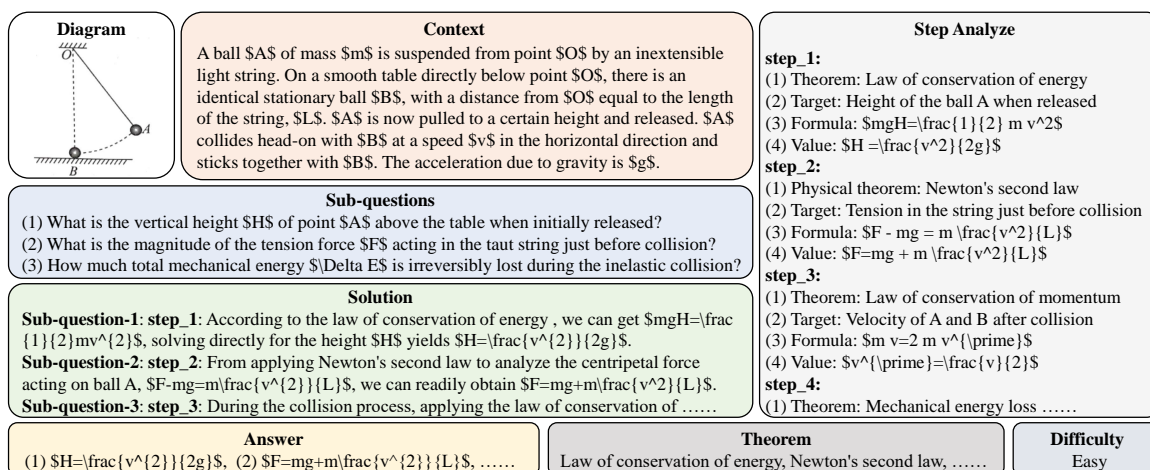 Diagram
O
A
B
Context
A ball $A$ of mass $m$ is suspended from point $O$ by an inextensible
light string. On a smooth table directly below point $O$, there is an
identical stationary ball $B$, with a distance from $O$ equal to the length
of the string, $L$. $A$ is now pulled to a certain height and released. $A$
collides head-on with $B$ at a speed $v$ in the horizontal direction and
sticks together with $B$. The acceleration due to gravity is $g$.
Sub-questions
(1) What is the vertical height $H$ of point $A$ above the table when initially released?
(2) What is the magnitude of the tension force $F$ acting in the taut string just before collision?
(3) How much total mechanical energy $\Delta E$ is irreversibly lost during the inelastic collision?
Solution
Sub-question-1: step_1: According to the law of conservation of energy , we can get $mgH=\frac
{1}{2}mv^{2}$, solving directly for the height $H$ yields $H=\frac{v^{2}}{2g}$.
Sub-question-2: step_2: From applying Newton's second law to analyze the centripetal force
acting on ball A, $F-mg=m\frac{v^{2}}{L}$, we can readily obtain $F=mg+m\frac{v^2}{L}$.
Sub-question-3: step_3: During the collision process, applying the law of conservation of ……
Step Analyze
step_1:
(1) Theorem: Law of conservation of energy
(2) Target: Height of the ball A when released
(3) Formula: $mgH=\frac{1}{2} m v^2$
(4) Value: $H =\frac{v^2}{2g}$
step_2:
(1) Physical theorem: Newton's second law
(2) Target: Tension in the string just before collision
(3) Formula: $F - mg = m \frac{v^2}{L}$
(4) Value: $F=mg + m \frac{v^2}{L}$
step_3:
(1) Theorem: Law of conservation of momentum
(2) Target: Velocity of A and B after collision
(3) Formula: $m v=2 m v^{\prime}$
(4) Value: $v^{\prime}=\frac{v}{2}$
step_4:
(1) Theorem: Mechanical energy loss ……
Answer
(1) $H=\frac{v^{2}}{2g}$, (2) $F=mg+m\frac{v^{2}}{L}$, ……
Theorem
Law of conservation of energy, Newton's second law, ……
Difficulty
Easy